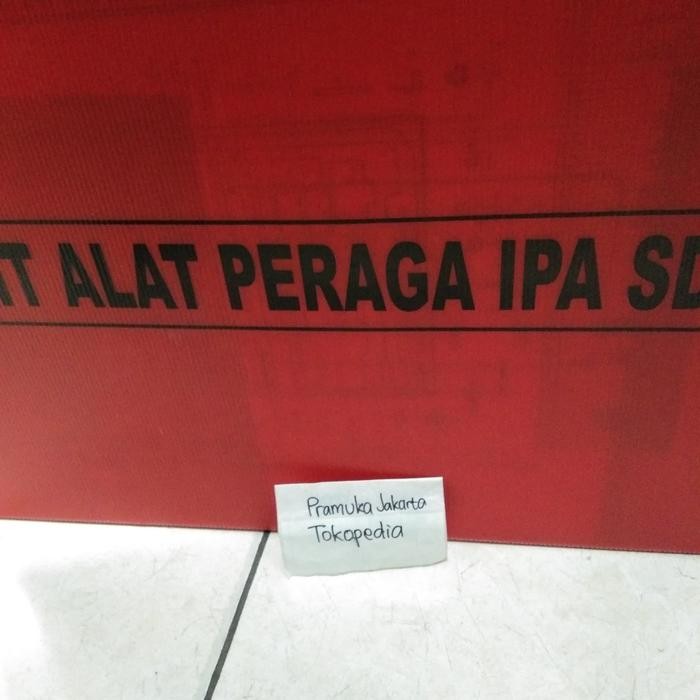 ALAT PERAGA IPA SD
Pramuka Jakarta
Tokopedia